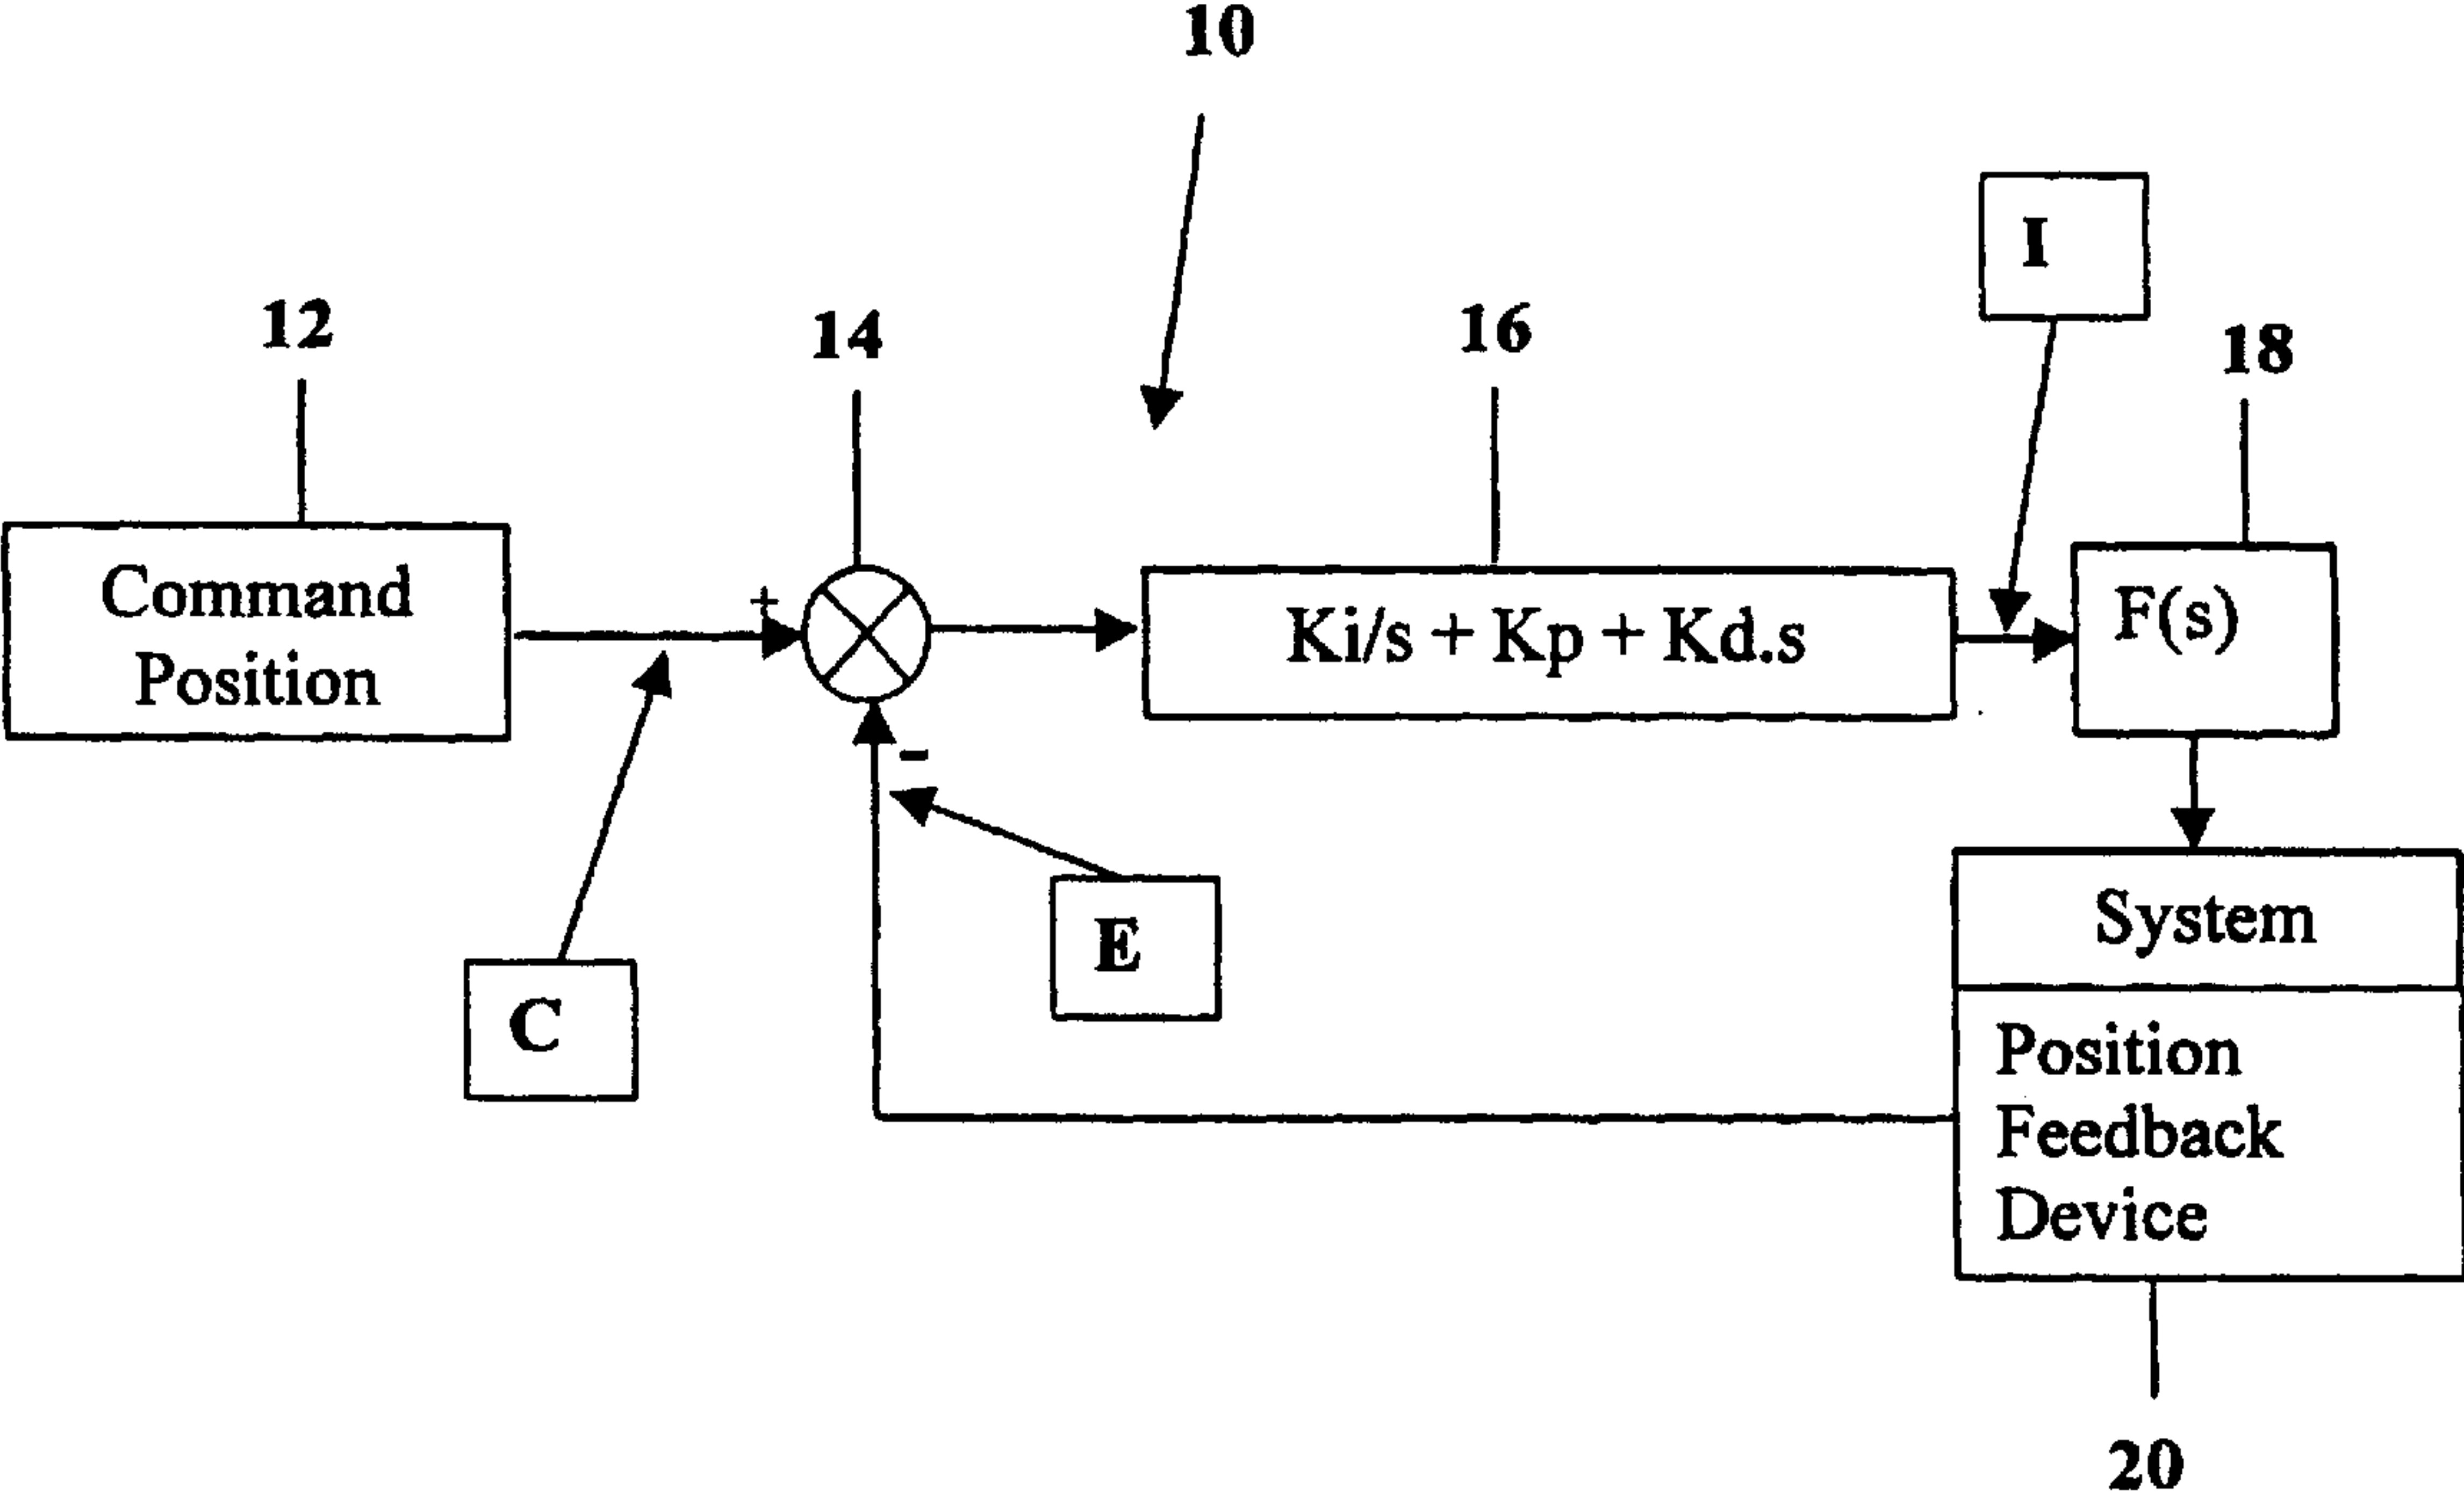 10
I
12
14
16
18
Command
Position
+
Ki/s + Kp + Kd.s
F(s)
-
E
System
C
Position
Feedback
Device
20